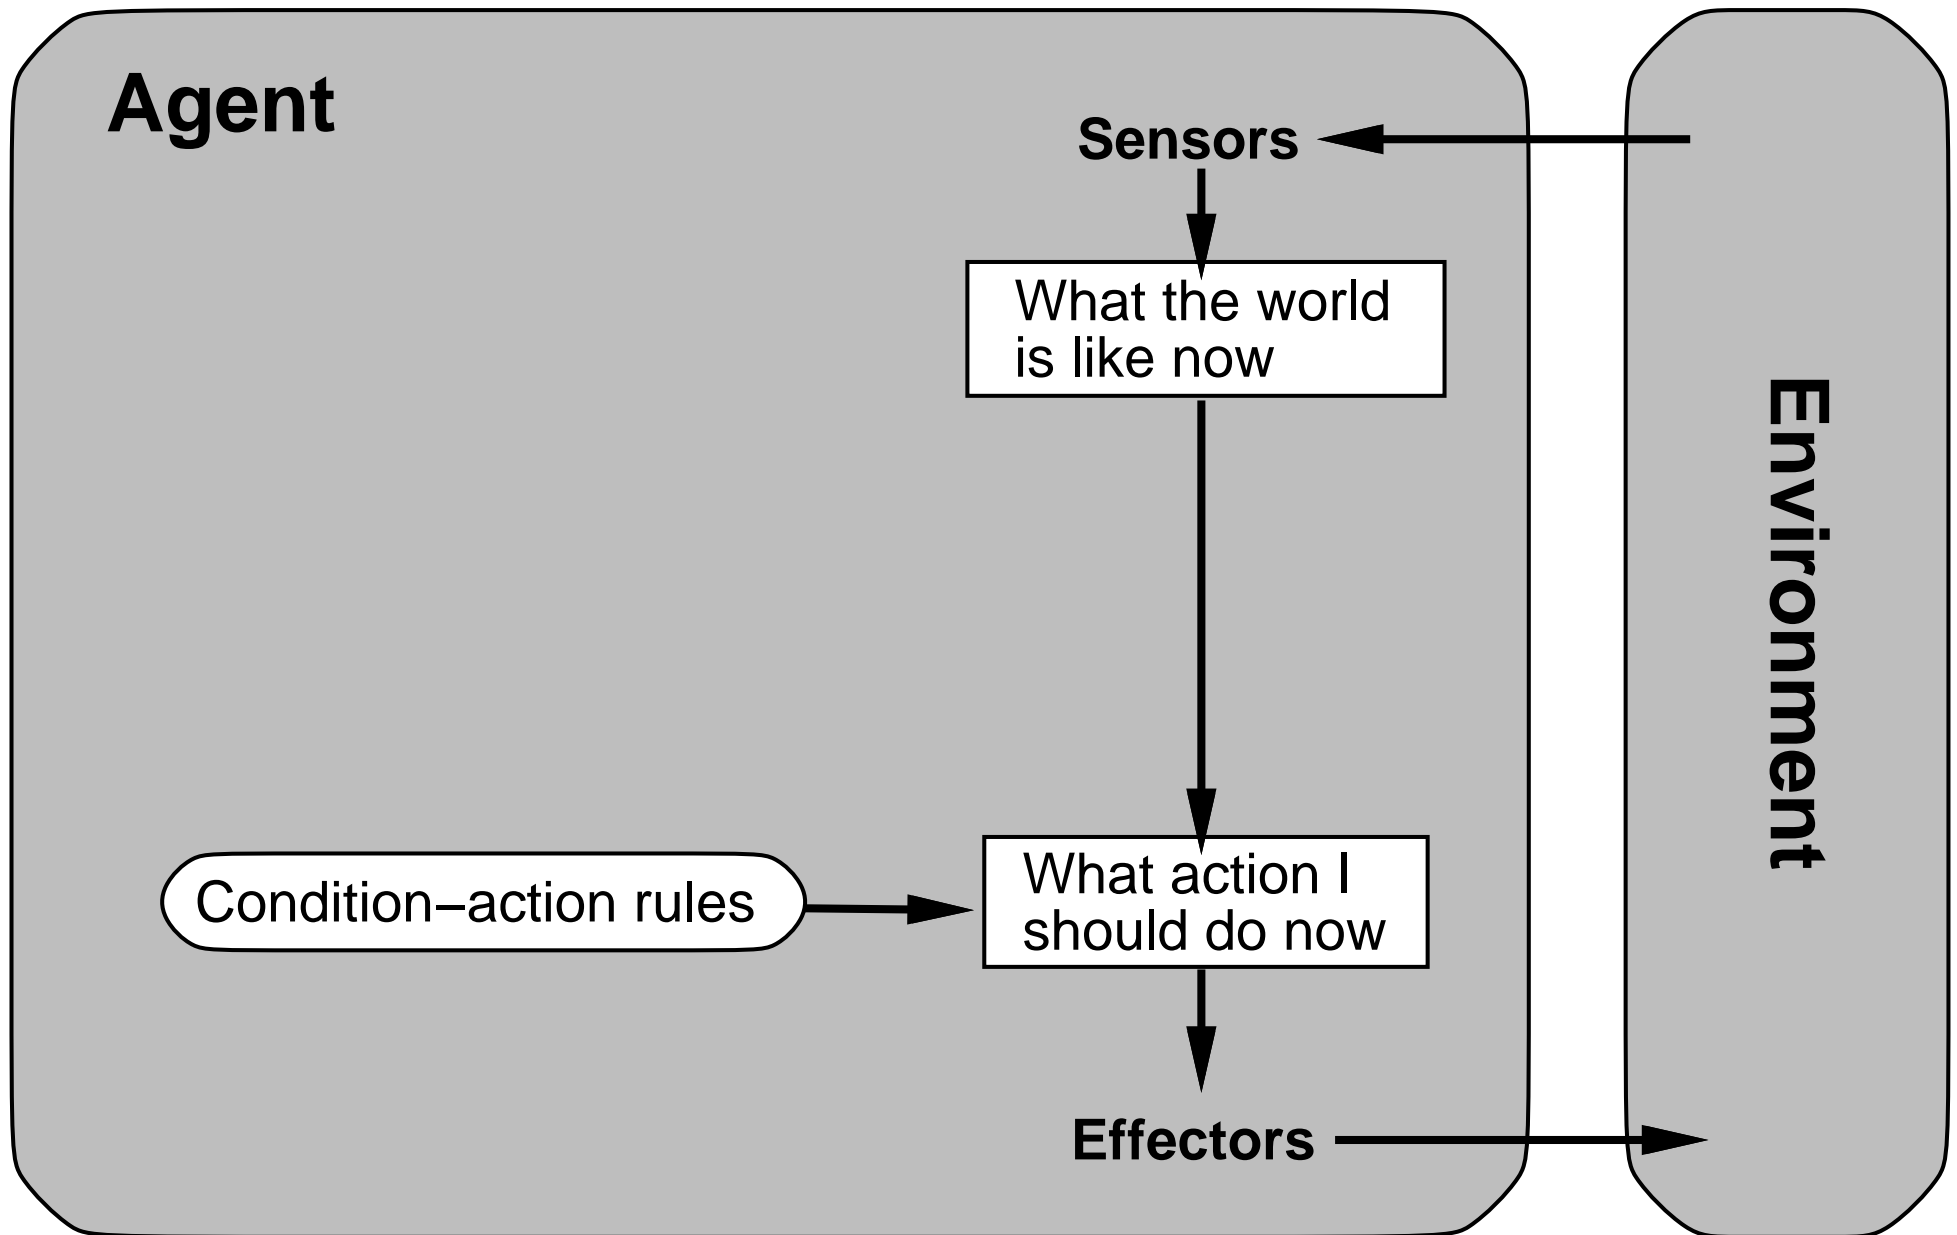 Agent
Sensors
What the world
is like now
Environment
Condition–action rules
What action I
should do now
Effectors